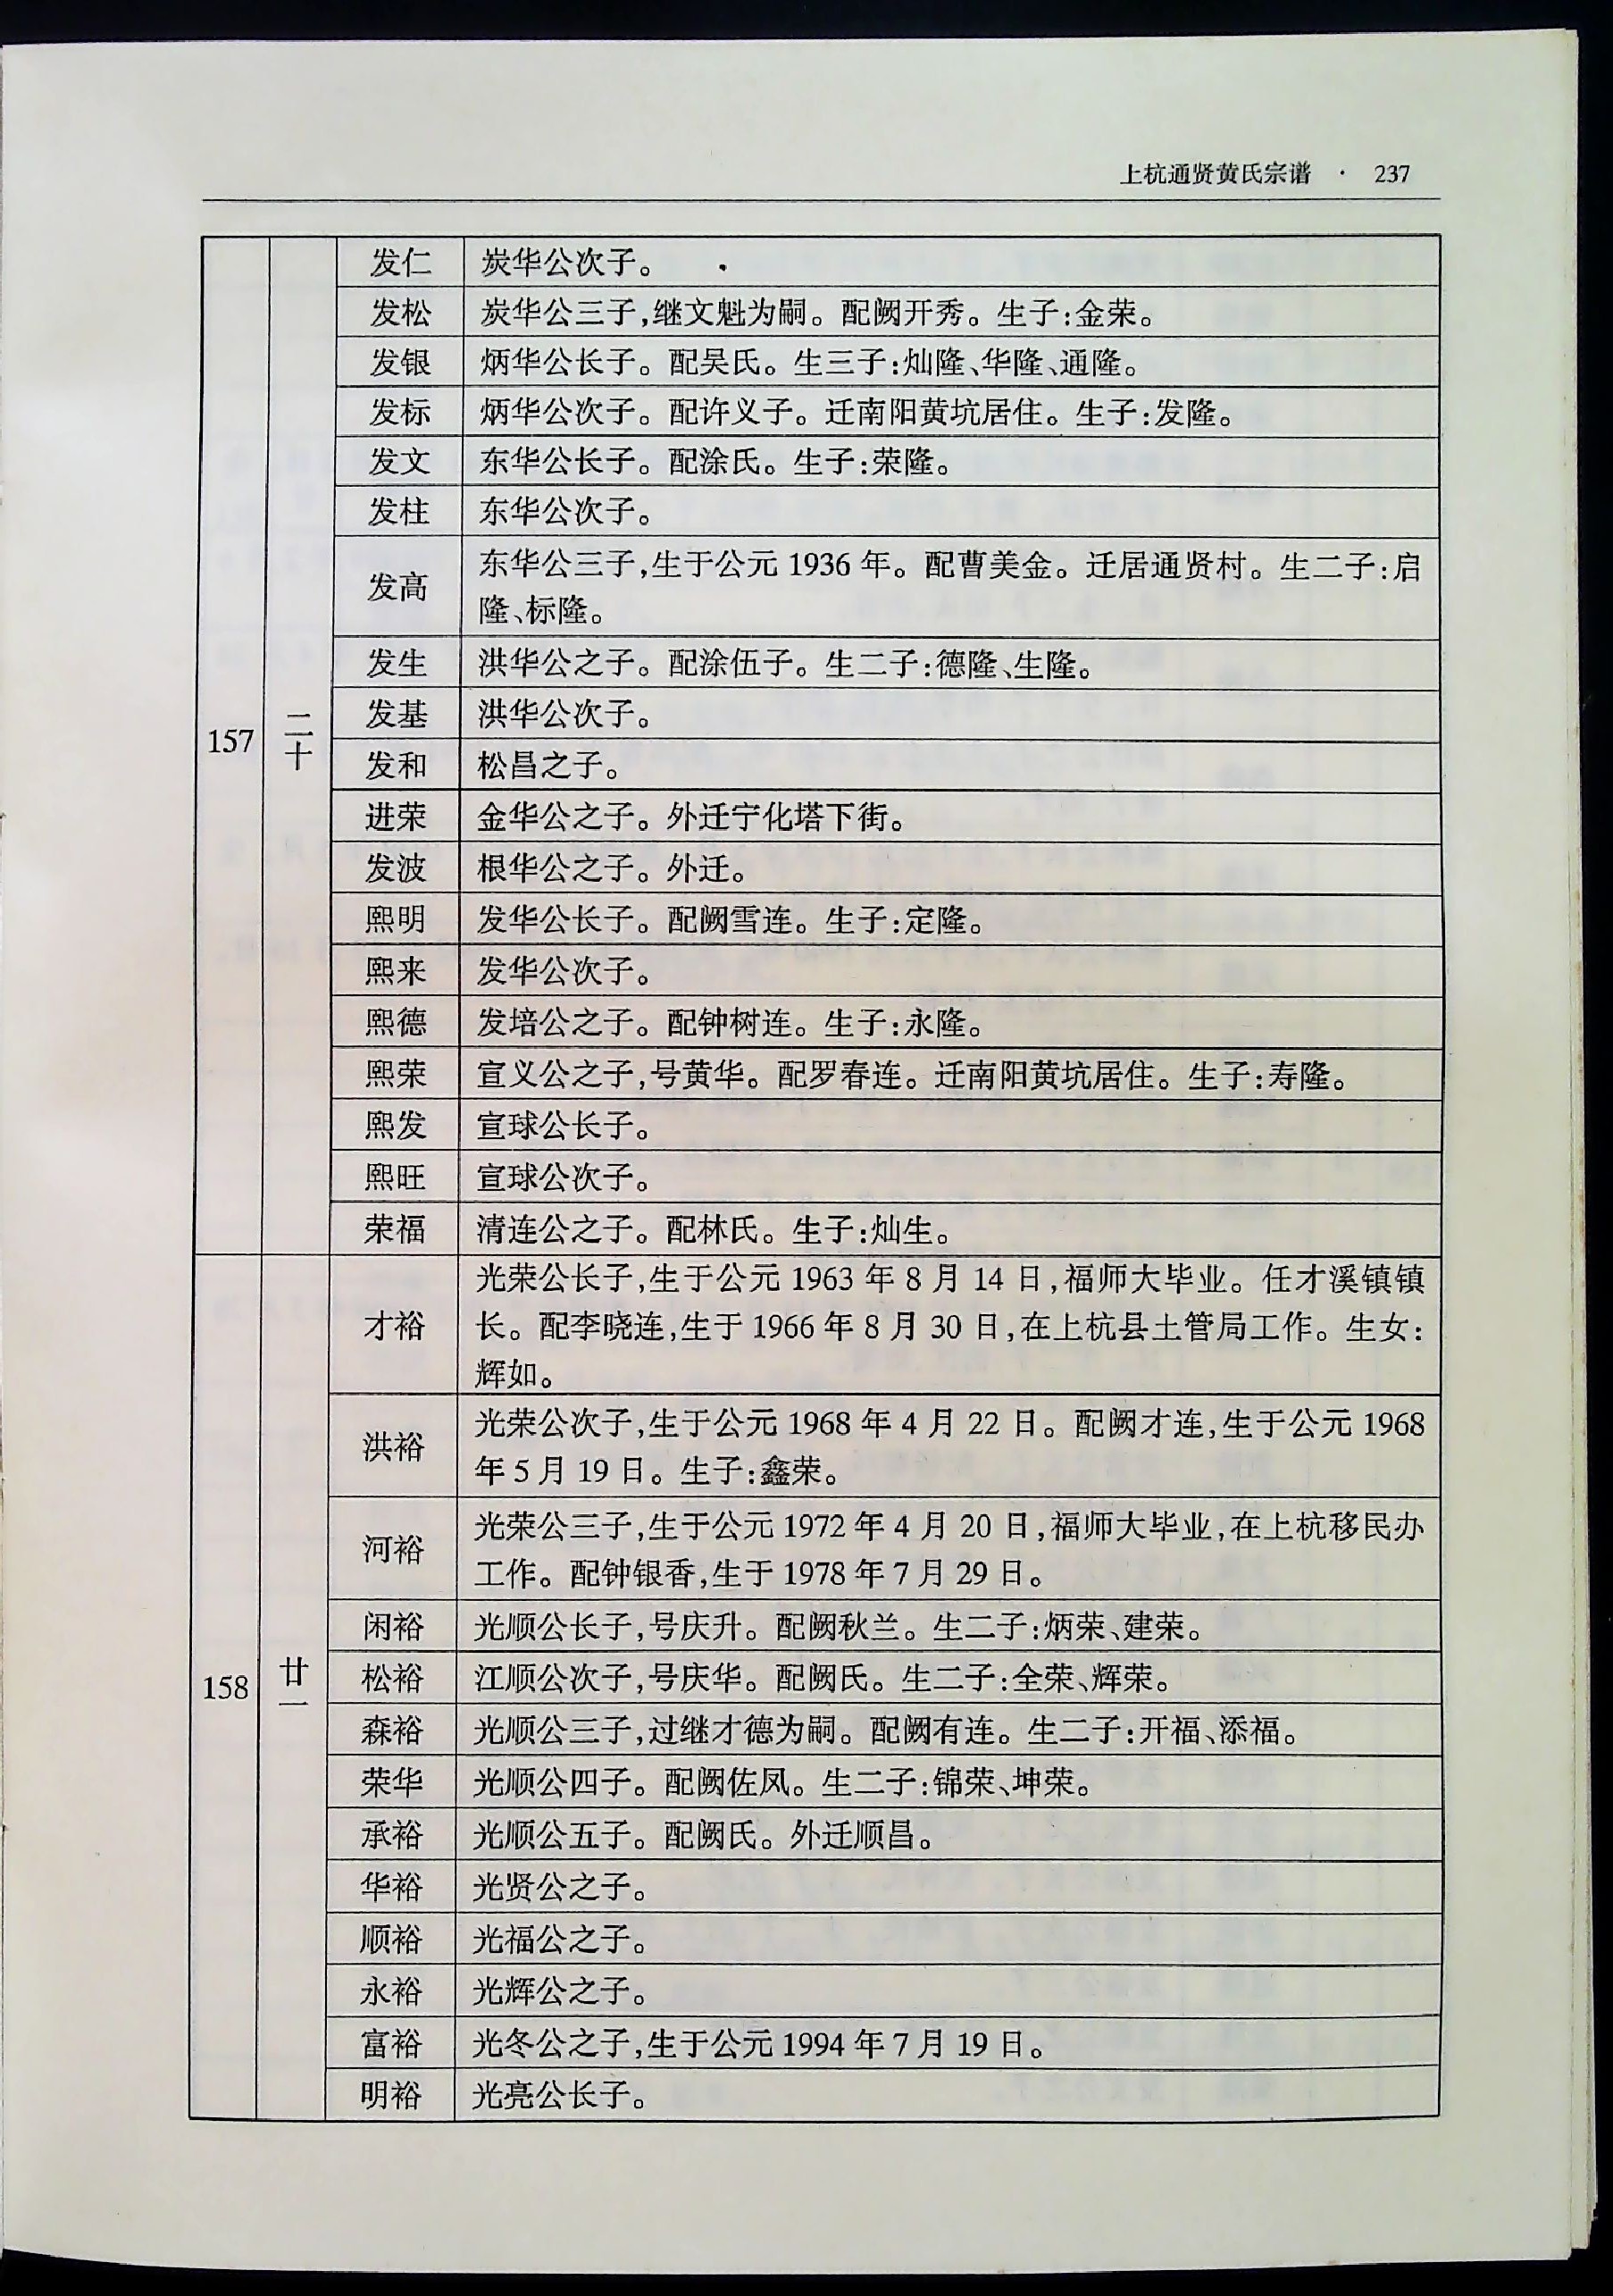 上杭通贤黄氏宗谱 · 237
157
二十
发仁 炭华公次子。
发松 炭华公三子,继文魁为嗣。配阙开秀。生子:金荣。
发银 炳华公长子。配吴氏。生三子:灿隆、华隆、通隆。
发标 炳华公次子。配许义子。迁南阳黄坑居住。生子:发隆。
发文 东华公长子。配涂氏。生子:荣隆。
发柱 东华公次子。
发高 东华公三子,生于公元 1936 年。配曹美金。迁居通贤村。生二子:启
隆、标隆。
发生 洪华公之子。配涂伍子。生二子:德隆、生隆。
发基 洪华公次子。
发和 松昌之子。
进荣 金华公之子。外迁宁化塔下街。
发波 根华公之子。外迁。
熙明 发华公长子。配阙雪连。生子:定隆。
熙来 发华公次子。
熙德 发培公之子。配钟树连。生子:永隆。
熙荣 宣义公之子,号黄华。配罗春连。迁南阳黄坑居住。生子:寿隆。
熙发 宣球公长子。
熙旺 宣球公次子。
荣福 清连公之子。配林氏。生子:灿生。
158
廿一
才裕 光荣公长子,生于公元 1963 年 8 月 14 日,福师大毕业。任才溪镇镇
长。配李晓连,生于 1966 年 8 月 30 日,在上杭县土管局工作。生女:
辉如。
洪裕 光荣公次子,生于公元 1968 年 4 月 22 日。配阙才连,生于公元 1968
年 5 月 19 日。生子:鑫荣。
河裕 光荣公三子,生于公元 1972 年 4 月 20 日,福师大毕业,在上杭移民办
工作。配钟银香,生于 1978 年 7 月 29 日。
闲裕 光顺公长子,号庆升。配阙秋兰。生二子:炳荣、建荣。
松裕 江顺公次子,号庆华。配阙氏。生二子:全荣、辉荣。
森裕 光顺公三子,过继才德为嗣。配阙有连。生二子:开福、添福。
荣华 光顺公四子。配阙佐凤。生二子:锦荣、坤荣。
承裕 光顺公五子。配阙氏。外迁顺昌。
华裕 光贤公之子。
顺裕 光福公之子。
永裕 光辉公之子。
富裕 光冬公之子,生于公元 1994 年 7 月 19 日。
明裕 光亮公长子。